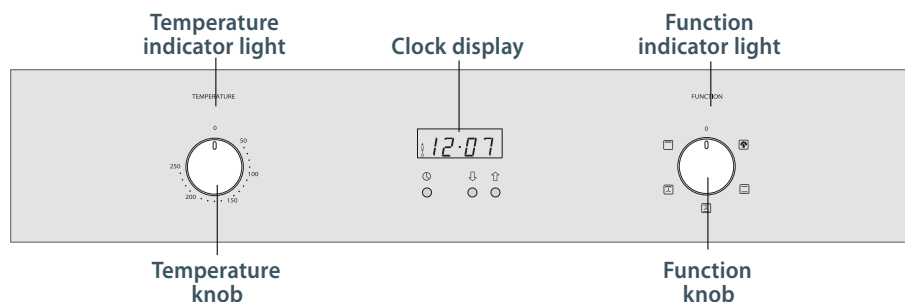 Temperature
indicator light
Clock display
Function
indicator light
TEMPERATURE
FUNCTION
0
50
100
150
200
250
12·07
0
Temperature
knob
Function
knob